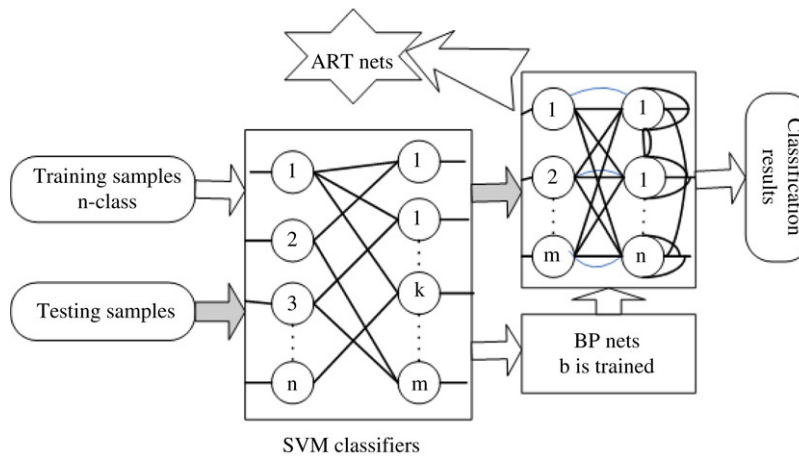 ART nets
Training samples
n-class
Testing samples
1
2
3
n
1
1
k
m
SVM classifiers
1
2
m
1
1
n
BP nets
b is trained
Classification
results